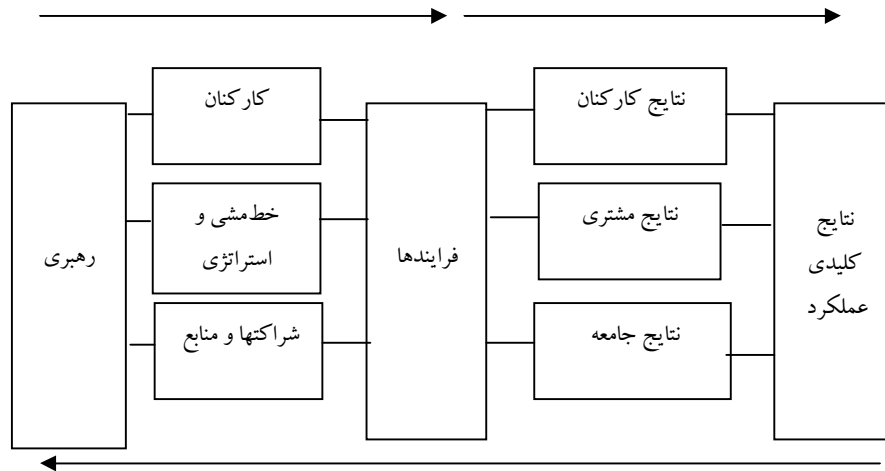 رهبری
کارکنان
خط‌مشی و
استراتژی
شراکتها و منابع
فرایندها
نتایج کارکنان
نتایج مشتری
نتایج جامعه
نتایج
کلیدی
عملکرد